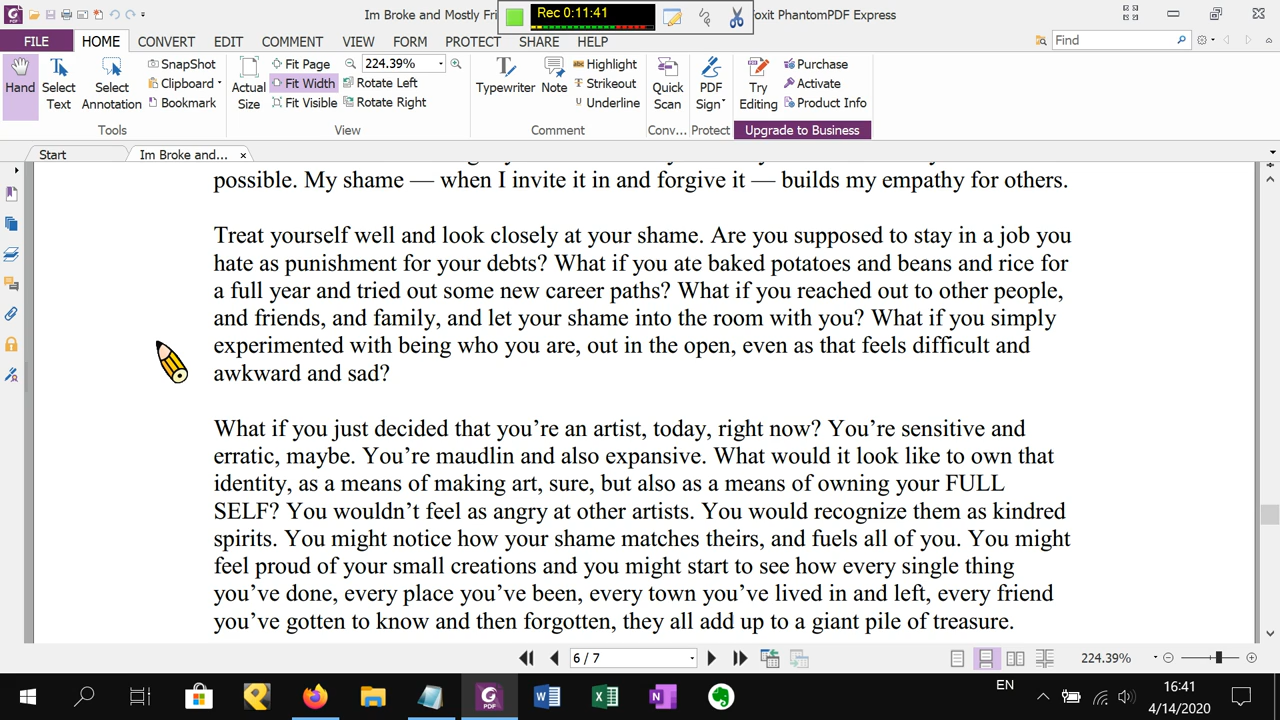 Im Broke and Mostly Fri
Rec 0:11:41
oxit PhantomPDF Express
FILE HOME CONVERT EDIT COMMENT VIEW FORM PROTECT SHARE HELP Find
Hand
Select Text
Select Annotation
SnapShot
Clipboard
Bookmark
Tools
Actual Size
Fit Page
Fit Width
Fit Visible
224.39%
Rotate Left
Rotate Right
View
Typewriter
Note
Highlight
Strikeout
Underline
Comment
Quick Scan
Conv...
PDF Sign
Protect
Try Editing
Purchase
Activate
Product Info
Upgrade to Business
Start Im Broke and...
possible. My shame — when I invite it in and forgive it — builds my empathy for others.
Treat yourself well and look closely at your shame. Are you supposed to stay in a job you
hate as punishment for your debts? What if you ate baked potatoes and beans and rice for
a full year and tried out some new career paths? What if you reached out to other people,
and friends, and family, and let your shame into the room with you? What if you simply
experimented with being who you are, out in the open, even as that feels difficult and
awkward and sad?
What if you just decided that you’re an artist, today, right now? You’re sensitive and
erratic, maybe. You’re maudlin and also expansive. What would it look like to own that
identity, as a means of making art, sure, but also as a means of owning your FULL
SELF? You wouldn’t feel as angry at other artists. You would recognize them as kindred
spirits. You might notice how your shame matches theirs, and fuels all of you. You might
feel proud of your small creations and you might start to see how every single thing
you’ve done, every place you’ve been, every town you’ve lived in and left, every friend
you’ve gotten to know and then forgotten, they all add up to a giant pile of treasure.
6 / 7
224.39%
EN
16:41
4/14/2020